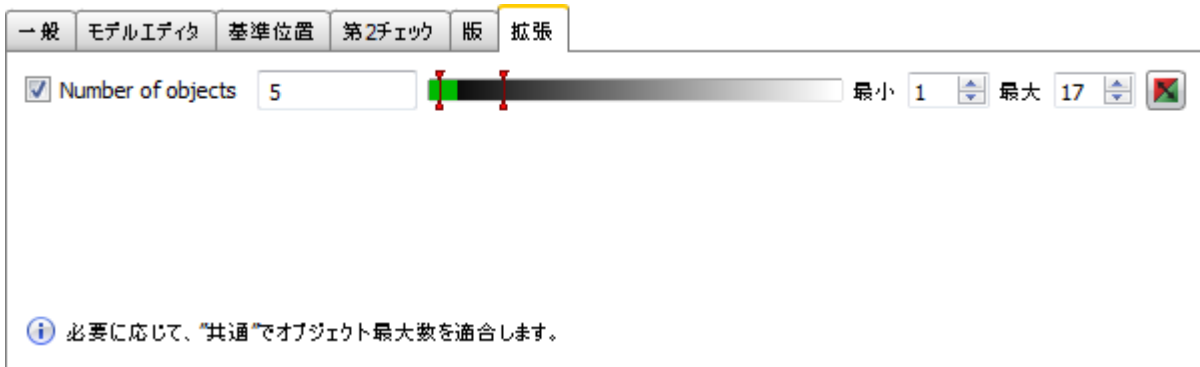 一般 モデルエディタ 基準位置 第2チェック 版 拡張
Number of objects 5 最小 1 最大 17
必要に応じて、"共通"でオブジェクト最大数を適合します。